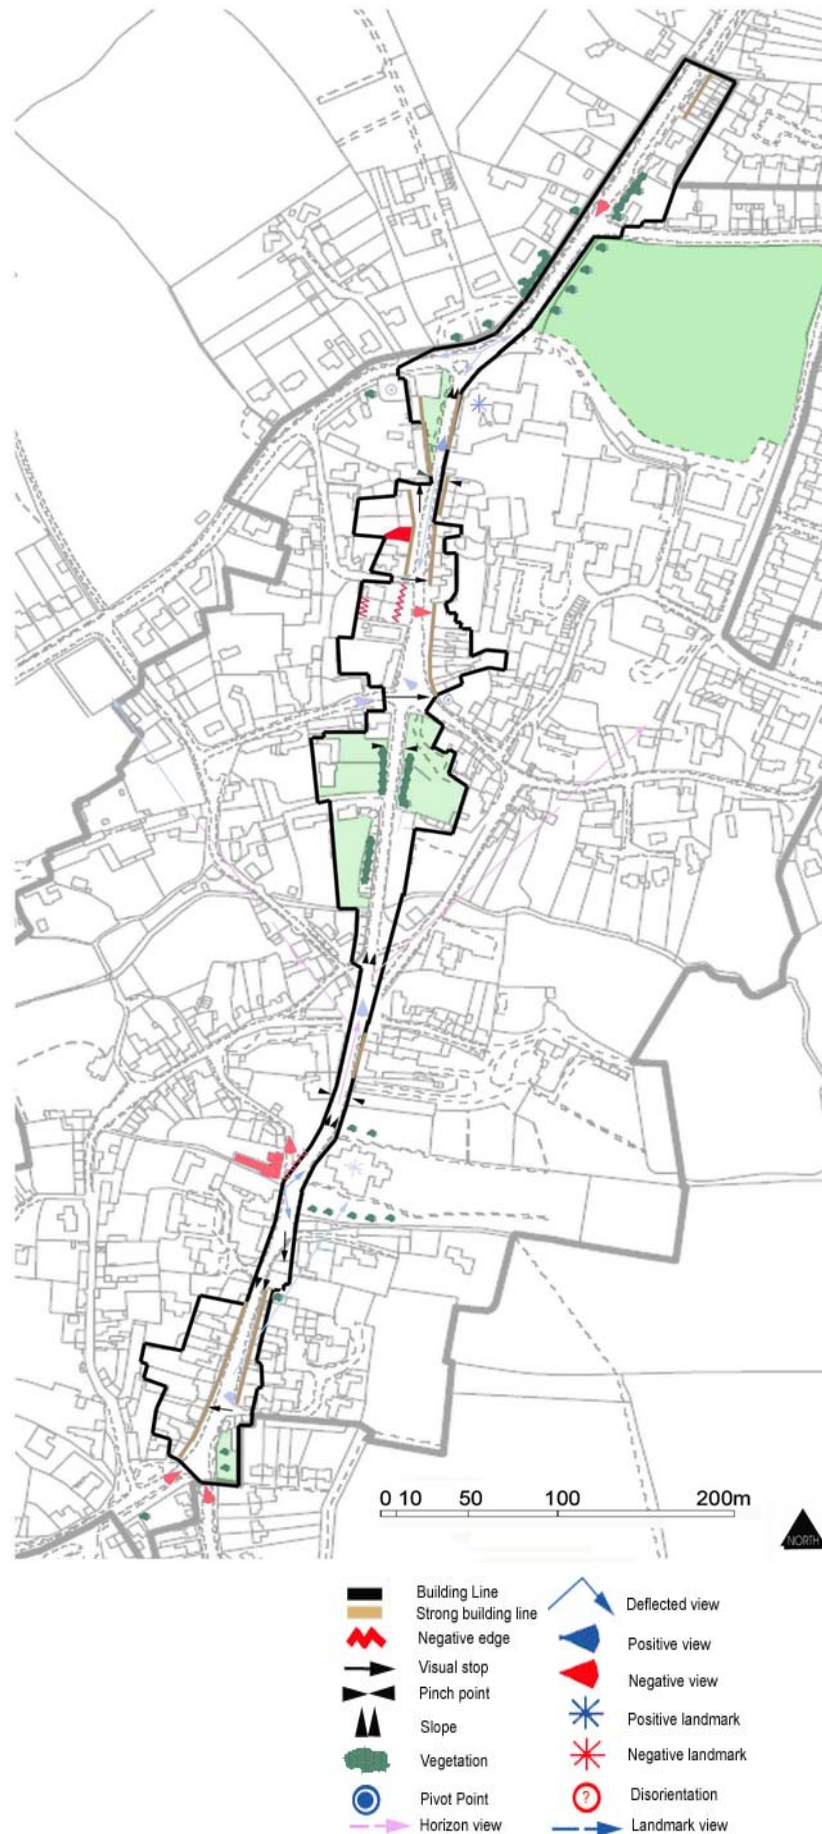 0 10 50 100 200m
NORTH
Building Line
Strong building line
Negative edge
Visual stop
Pinch point
Slope
Vegetation
Pivot Point
Horizon view
Deflected view
Positive view
Negative view
Positive landmark
Negative landmark
?
Disorientation
Landmark view